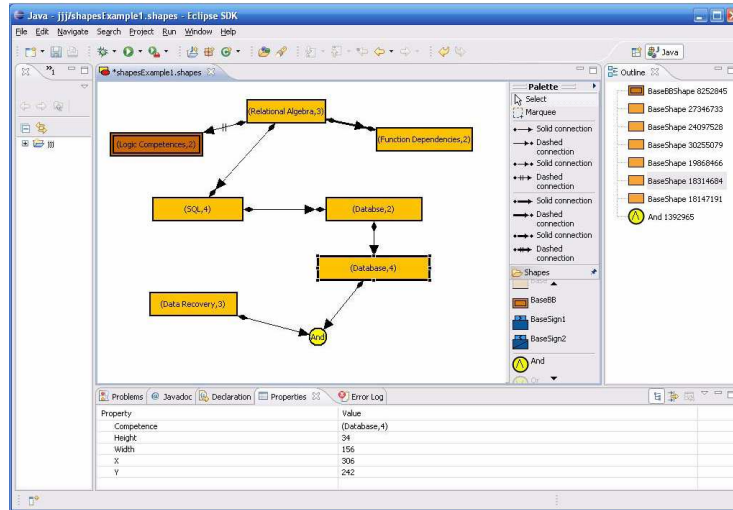 Java - jjj/shapesExample1.shapes - Eclipse SDK
File Edit Navigate Search Project Run Window Help
Java
»1
*shapesExample1.shapes
Outline
jjj
(Relational Algebra,3)
(Logic Competences,2)
(Function Dependencies,2)
(SQL,4)
(Databse,2)
(Database,4)
(Data Recovery,3)
And
Palette
Select
Marquee
Solid connection
Dashed
connection
Solid connection
Dashed
connection
Solid connection
Dashed
connection
Solid connection
Dashed
connection
Shapes
BaseBB
BaseSign1
BaseSign2
And
Or
BaseBBShape 8252845
BaseShape 27346733
BaseShape 24097528
BaseShape 30255079
BaseShape 19868466
BaseShape 18314684
BaseShape 18147191
And 1392965
Problems @ Javadoc Declaration Properties Error Log
Property Value
Competence (Database,4)
Height 34
Width 156
X 306
Y 242